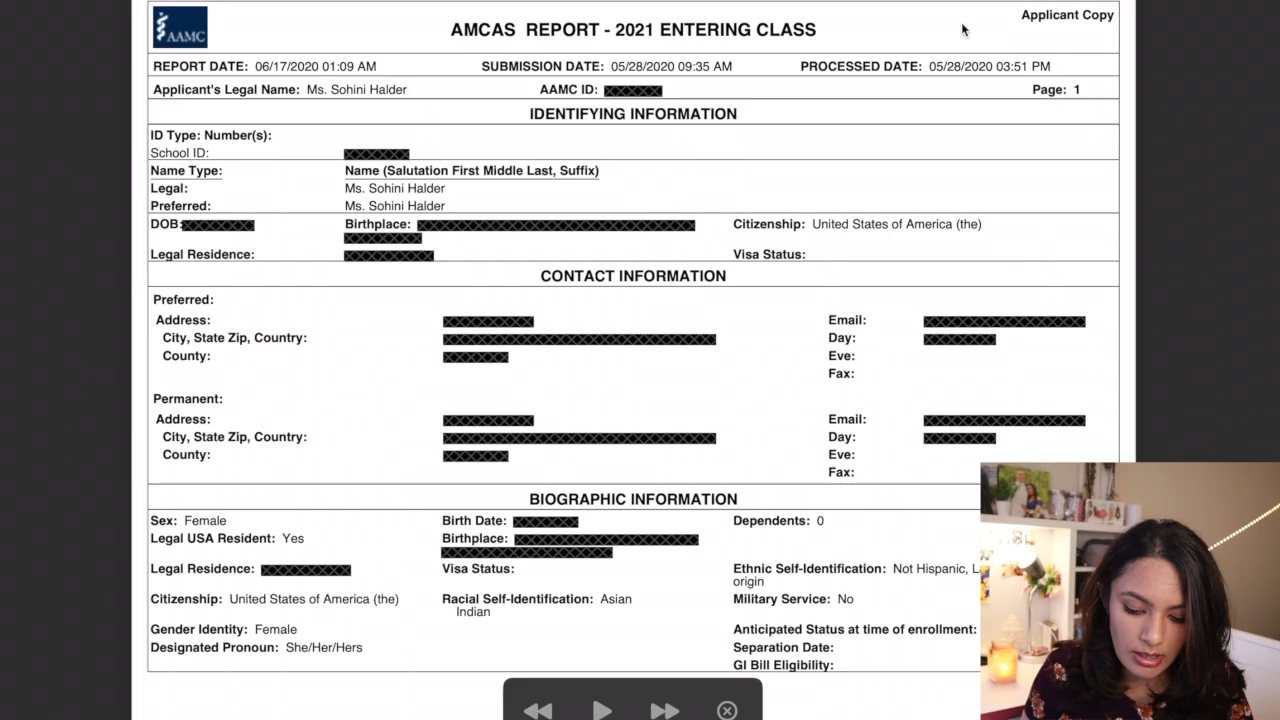 AAMC
AMCAS REPORT - 2021 ENTERING CLASS
Applicant Copy
REPORT DATE: 06/17/2020 01:09 AM SUBMISSION DATE: 05/28/2020 09:35 AM PROCESSED DATE: 05/28/2020 03:51 PM
Applicant's Legal Name: Ms. Sohini Halder AAMC ID: Page: 1
IDENTIFYING INFORMATION
ID Type: Number(s):
School ID:
Name Type: Name (Salutation First Middle Last, Suffix)
Legal: Ms. Sohini Halder
Preferred: Ms. Sohini Halder
DOB: Birthplace: Citizenship: United States of America (the)
Legal Residence: Visa Status:
CONTACT INFORMATION
Preferred:
Address: Email:
City, State Zip, Country: Day:
County: Eve:
Fax:
Permanent:
Address: Email:
City, State Zip, Country: Day:
County: Eve:
Fax:
BIOGRAPHIC INFORMATION
Sex: Female Birth Date: Dependents: 0
Legal USA Resident: Yes Birthplace:
Legal Residence: Visa Status: Ethnic Self-Identification: Not Hispanic, L
origin
Citizenship: United States of America (the) Racial Self-Identification: Asian Military Service: No
Indian
Gender Identity: Female Anticipated Status at time of enrollment:
Designated Pronoun: She/Her/Hers Separation Date:
GI Bill Eligibility: